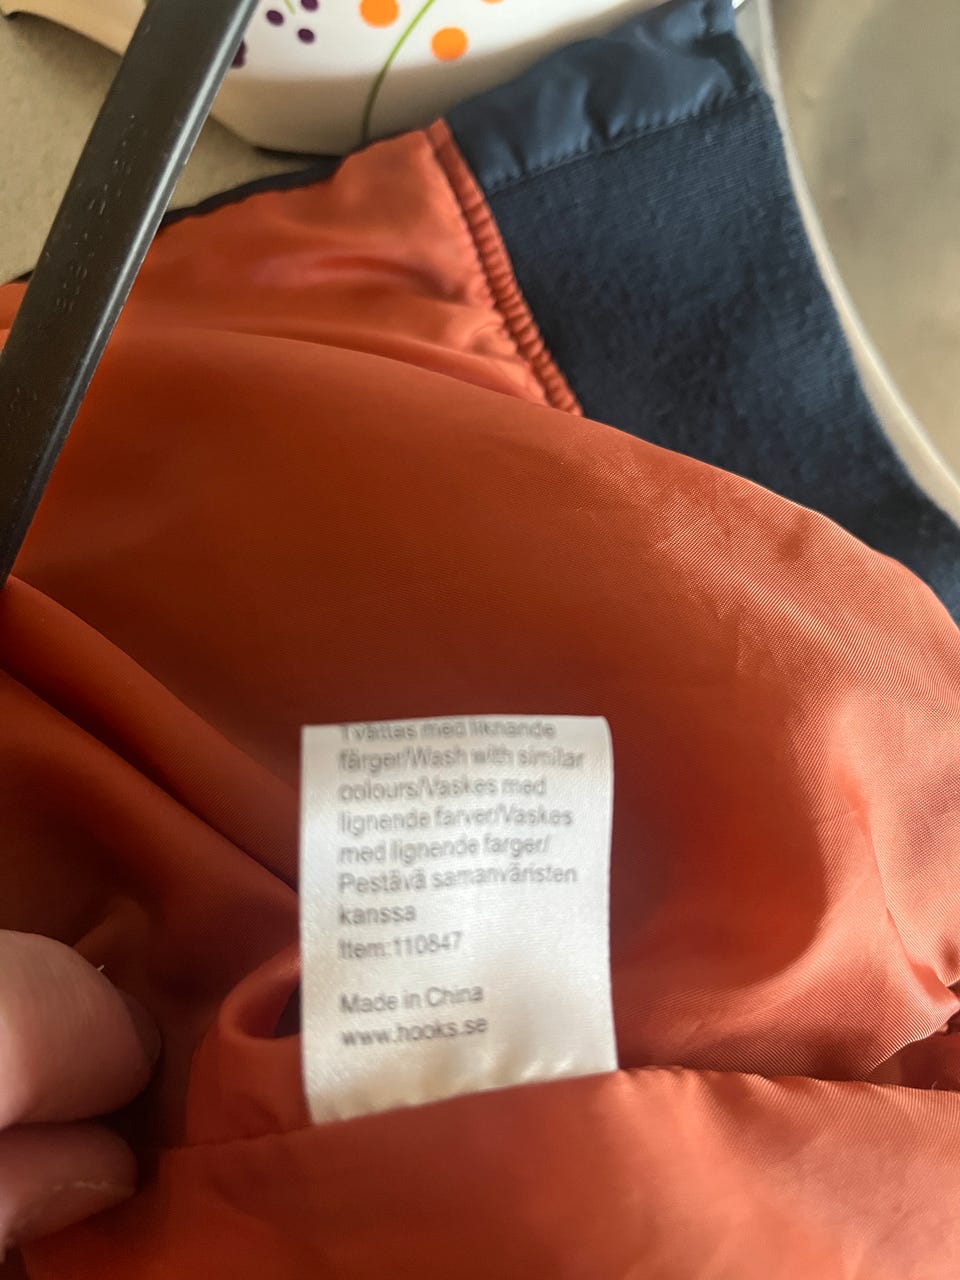 Tvättas med liknande
färger/Wash with similar
colours/Vaskes med
lignende farver/Vaskes
med lignende farger/
Pestävä samanväristen
kanssa
Item:110847
Made in China
www.hooks.se